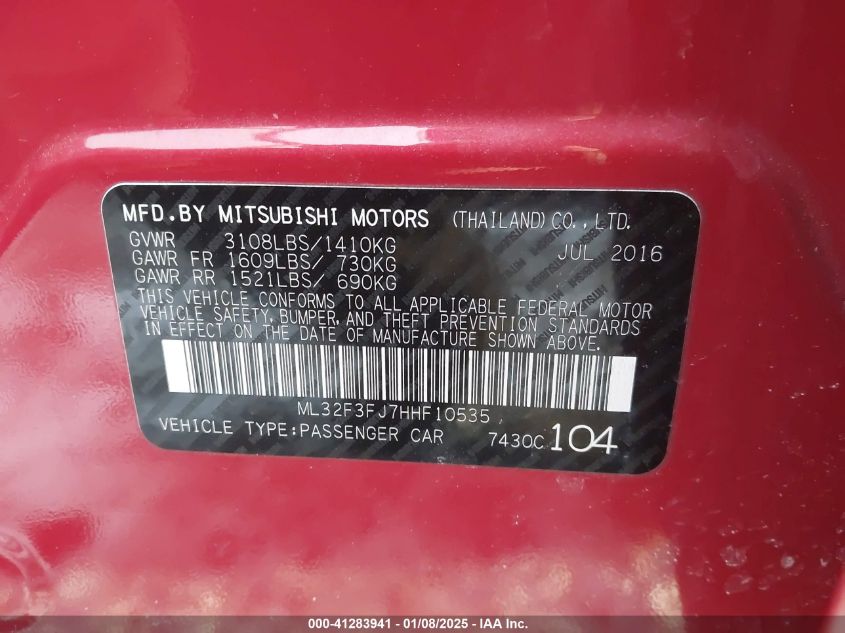 MFD.BY MITSUBISHI MOTORS (THAILAND) CO., LTD.
GVWR 3108LBS/1410KG JUL 2016
GAWR FR 1609LBS/ 730KG
GAWR RR 1521LBS/ 690KG
THIS VEHICLE CONFORMS TO ALL APPLICABLE FEDERAL MOTOR
VEHICLE SAFETY, BUMPER, AND THEFT PREVENTION STANDARDS
IN EFFECT ON THE DATE OF MANUFACTURE SHOWN ABOVE.
ML32F3FJ7HHF10535
VEHICLE TYPE:PASSENGER CAR 7430C 104
000-41283941 - 01/08/2025 - IAA Inc.